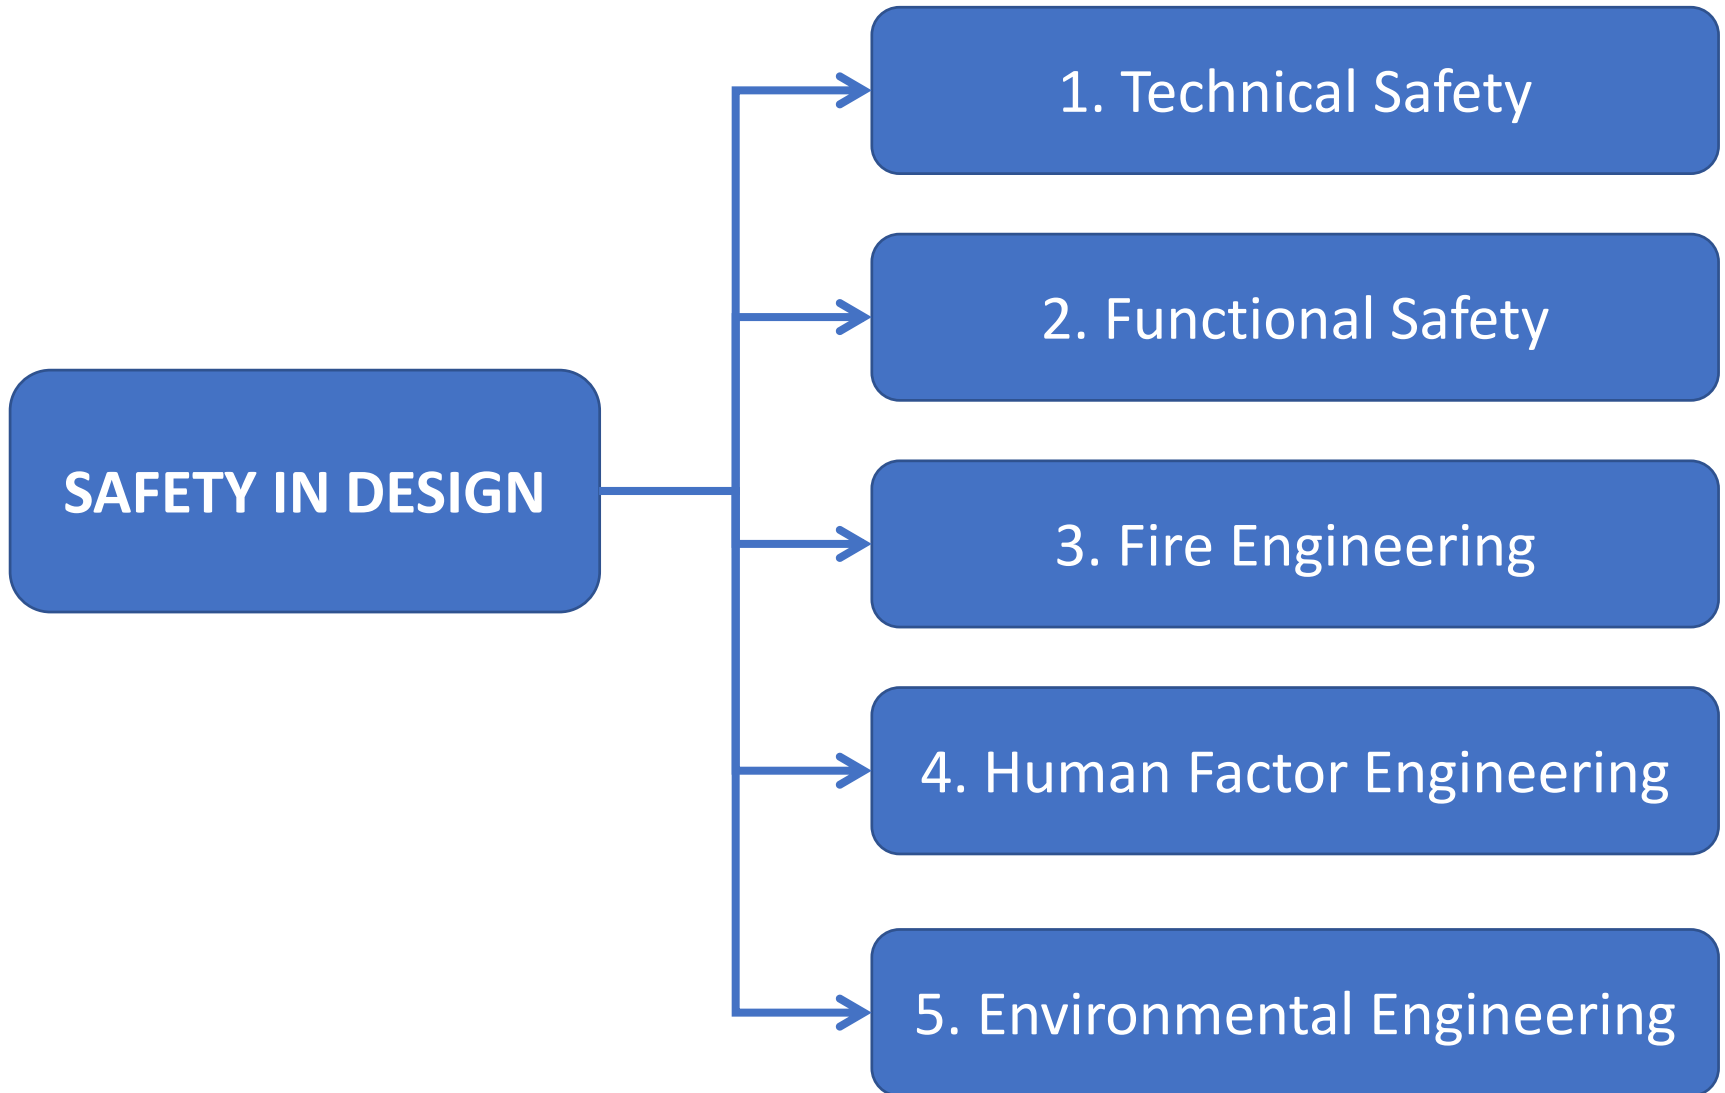 SAFETY IN DESIGN
1. Technical Safety
2. Functional Safety
3. Fire Engineering
4. Human Factor Engineering
5. Environmental Engineering